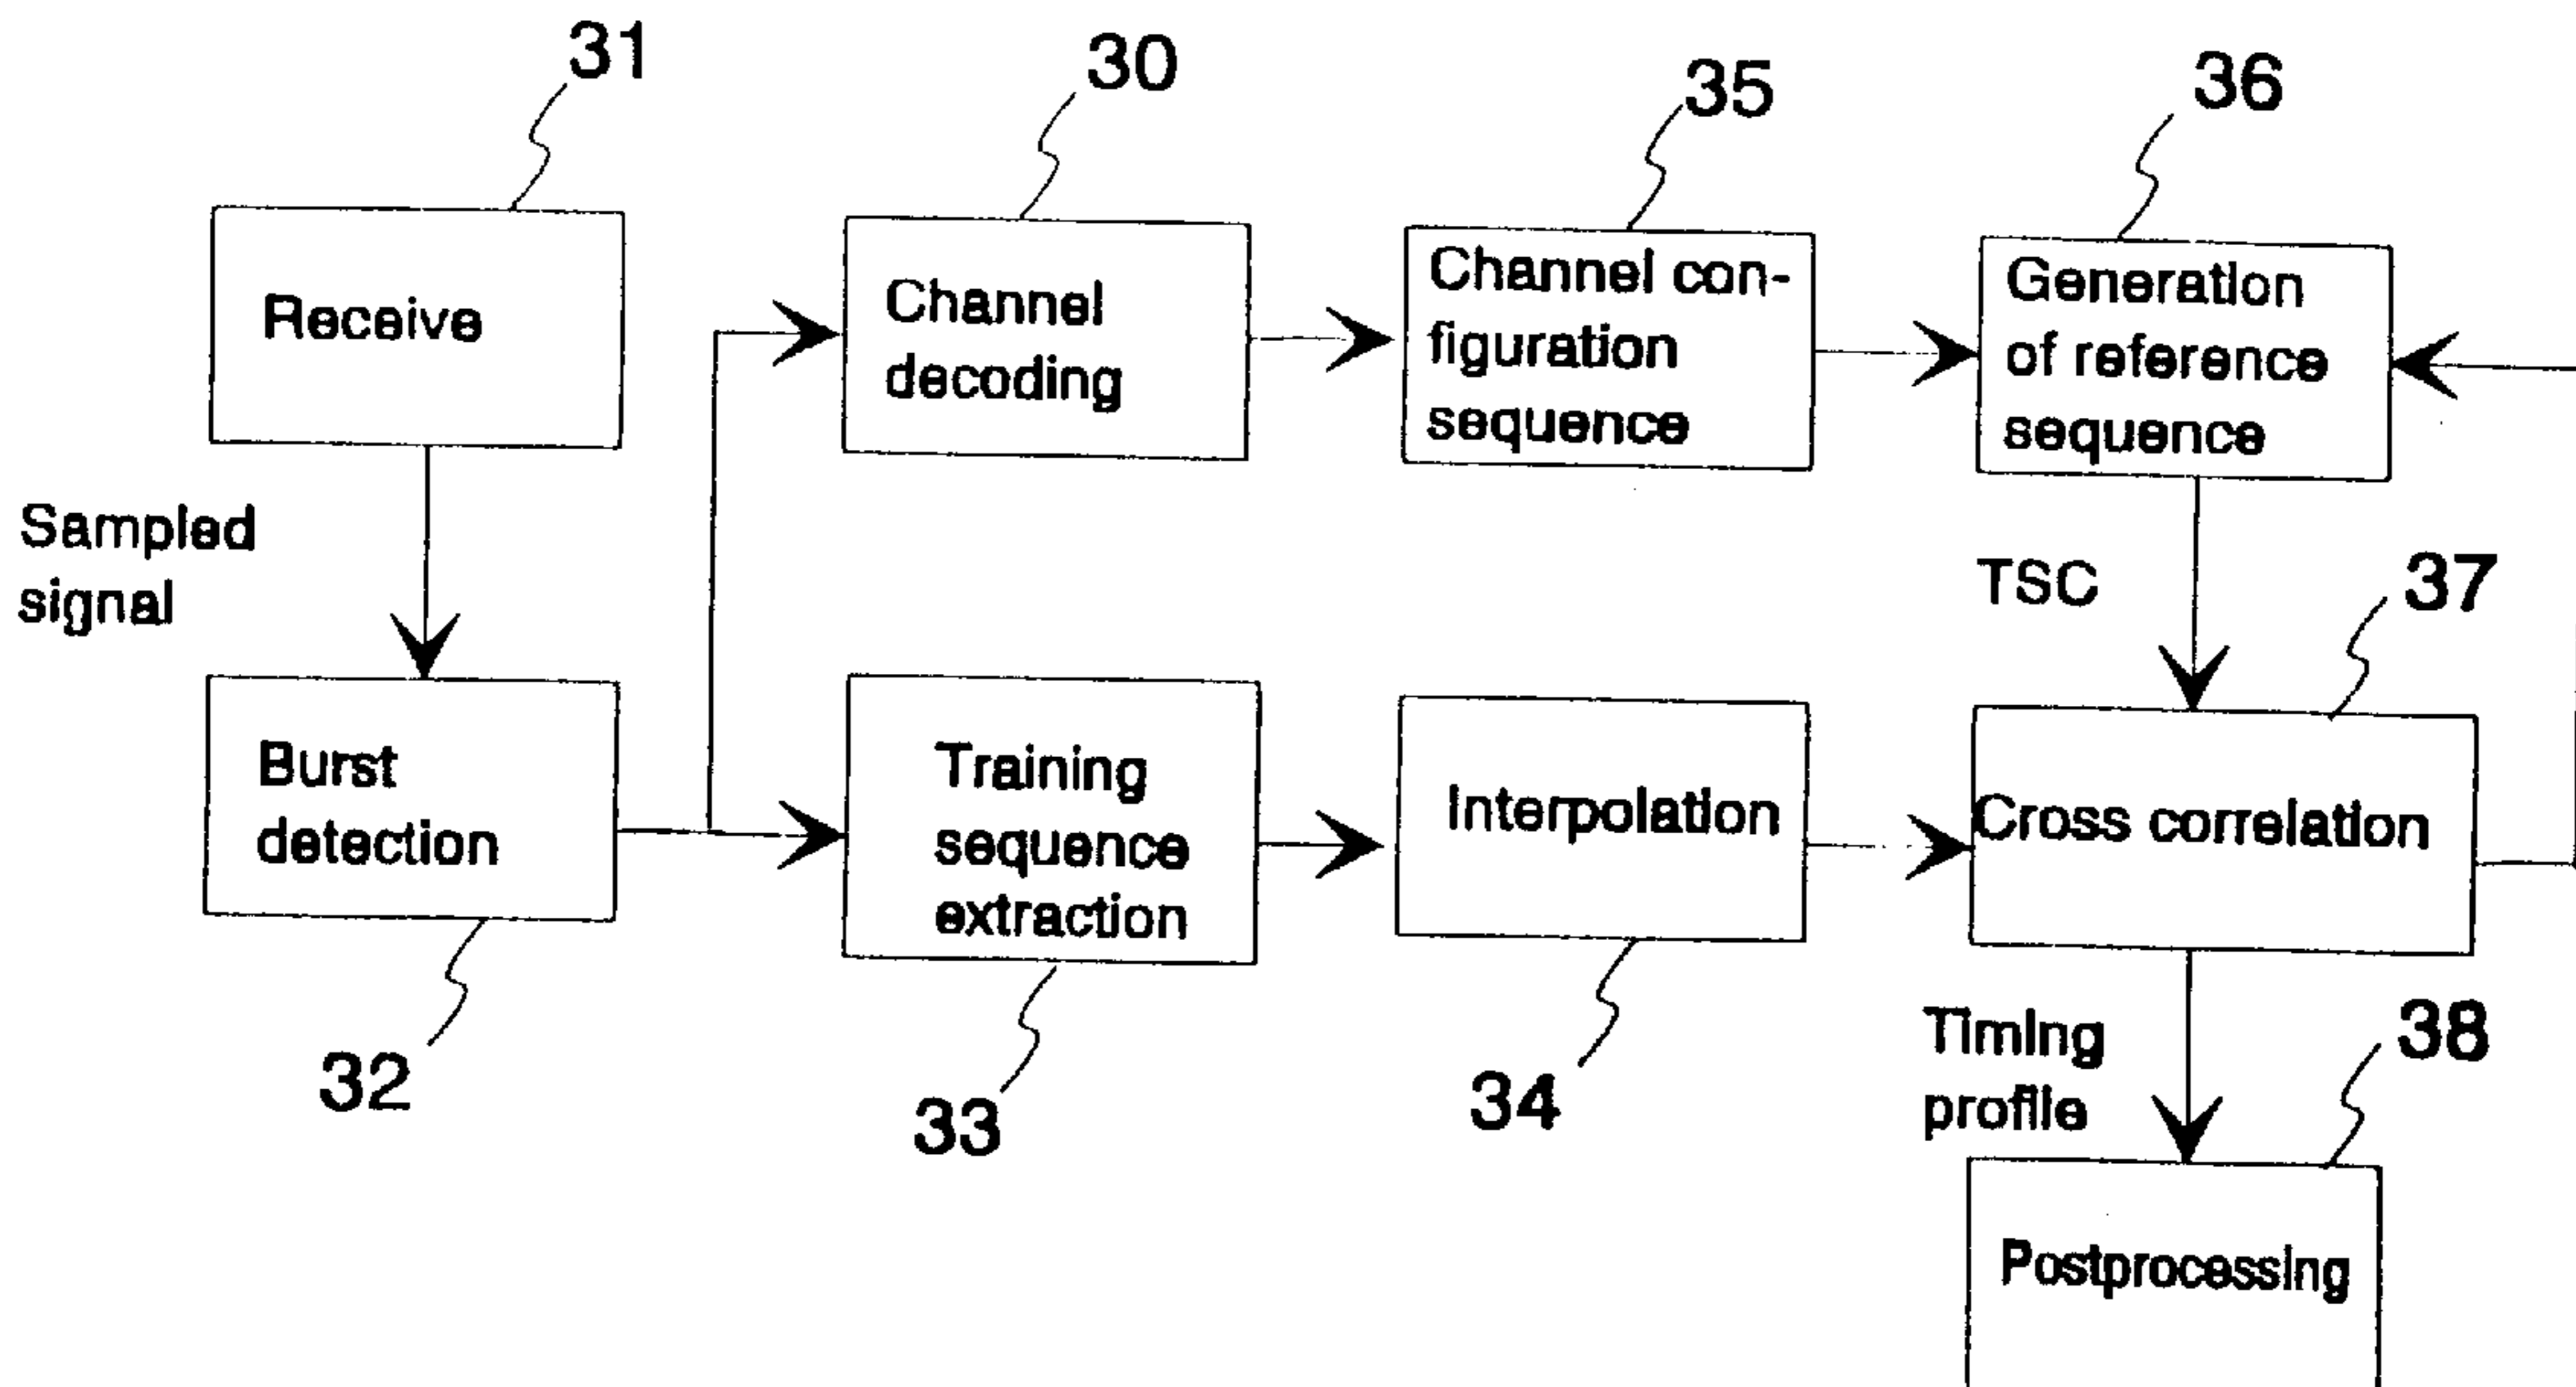 31
30
35
36
Receive
Channel
decoding
Channel con-
figuration
sequence
Generation
of reference
sequence
Sampled
signal
TSC
37
Burst
detection
Training
sequence
extraction
Interpolation
Cross correlation
32
33
34
Timing
profile
38
Postprocessing